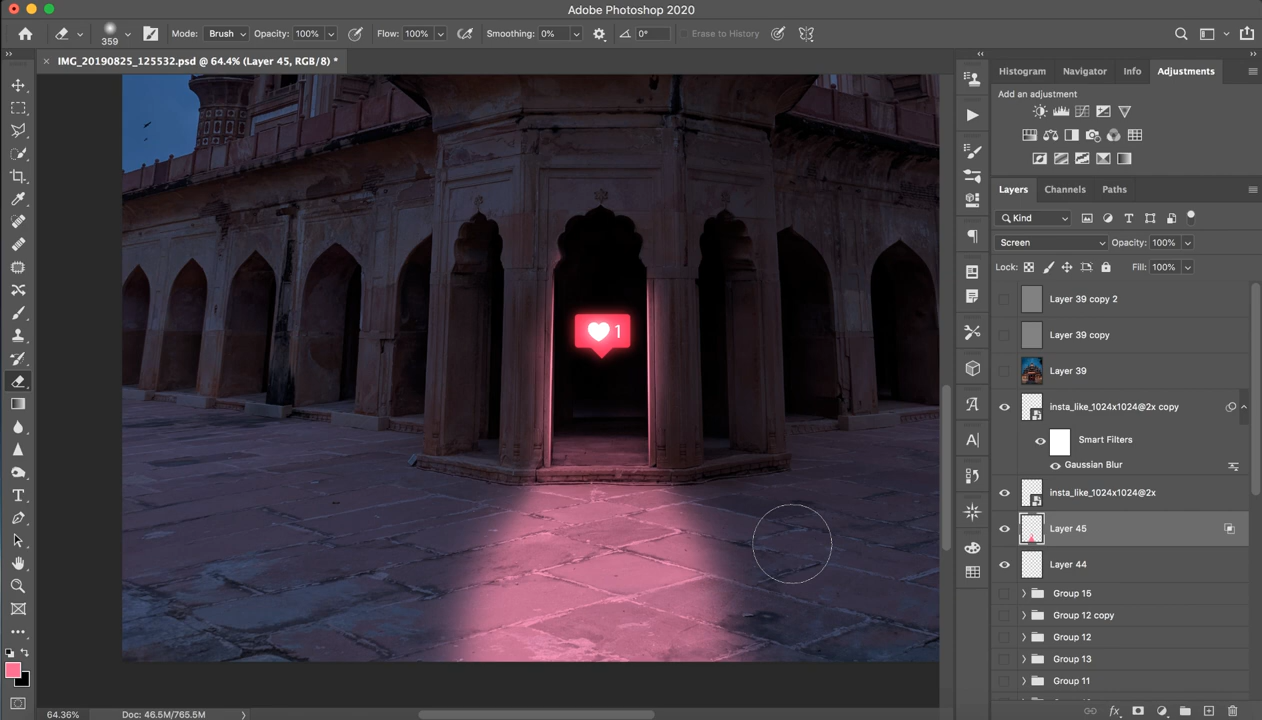 Adobe Photoshop 2020
359
Mode: Brush Opacity: 100% Flow: 100% Smoothing: 0% 0° Erase to History
IMG_20190825_125532.psd @ 64.4% (Layer 45, RGB/8) *
Histogram Navigator Info Adjustments
Add an adjustment
Layers Channels Paths
Kind
Screen Opacity: 100%
Lock: Fill: 100%
Layer 39 copy 2
Layer 39 copy
Layer 39
insta_like_1024x1024@2x copy
Smart Filters
Gaussian Blur
insta_like_1024x1024@2x
Layer 45
Layer 44
Group 15
Group 12 copy
Group 12
Group 13
Group 11
1
64.36% Doc: 46.5M/765.5M